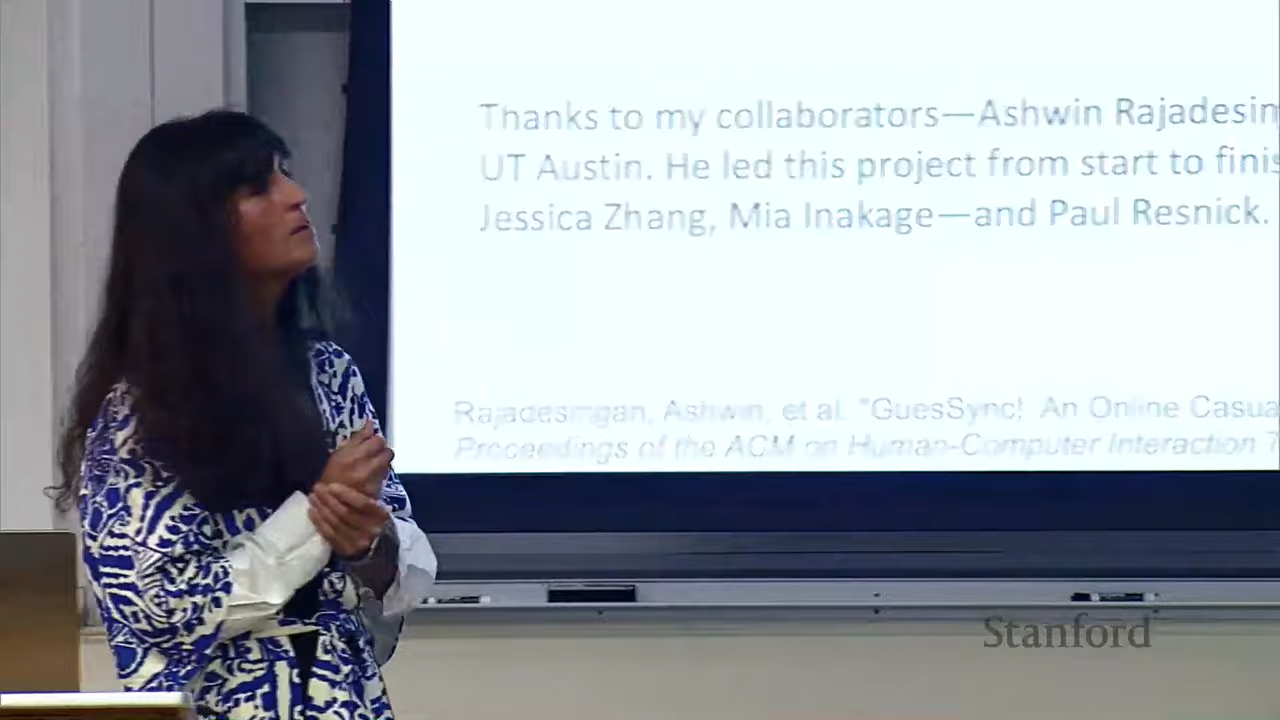 Thanks to my collaborators—Ashwin Rajadesin
UT Austin. He led this project from start to finis
Jessica Zhang, Mia Inakage—and Paul Resnick.
Rajadesingan, Ashwin, et al. "GuesSync! An Online Casua
Proceedings of the ACM on Human-Computer Interaction 7
Stanford